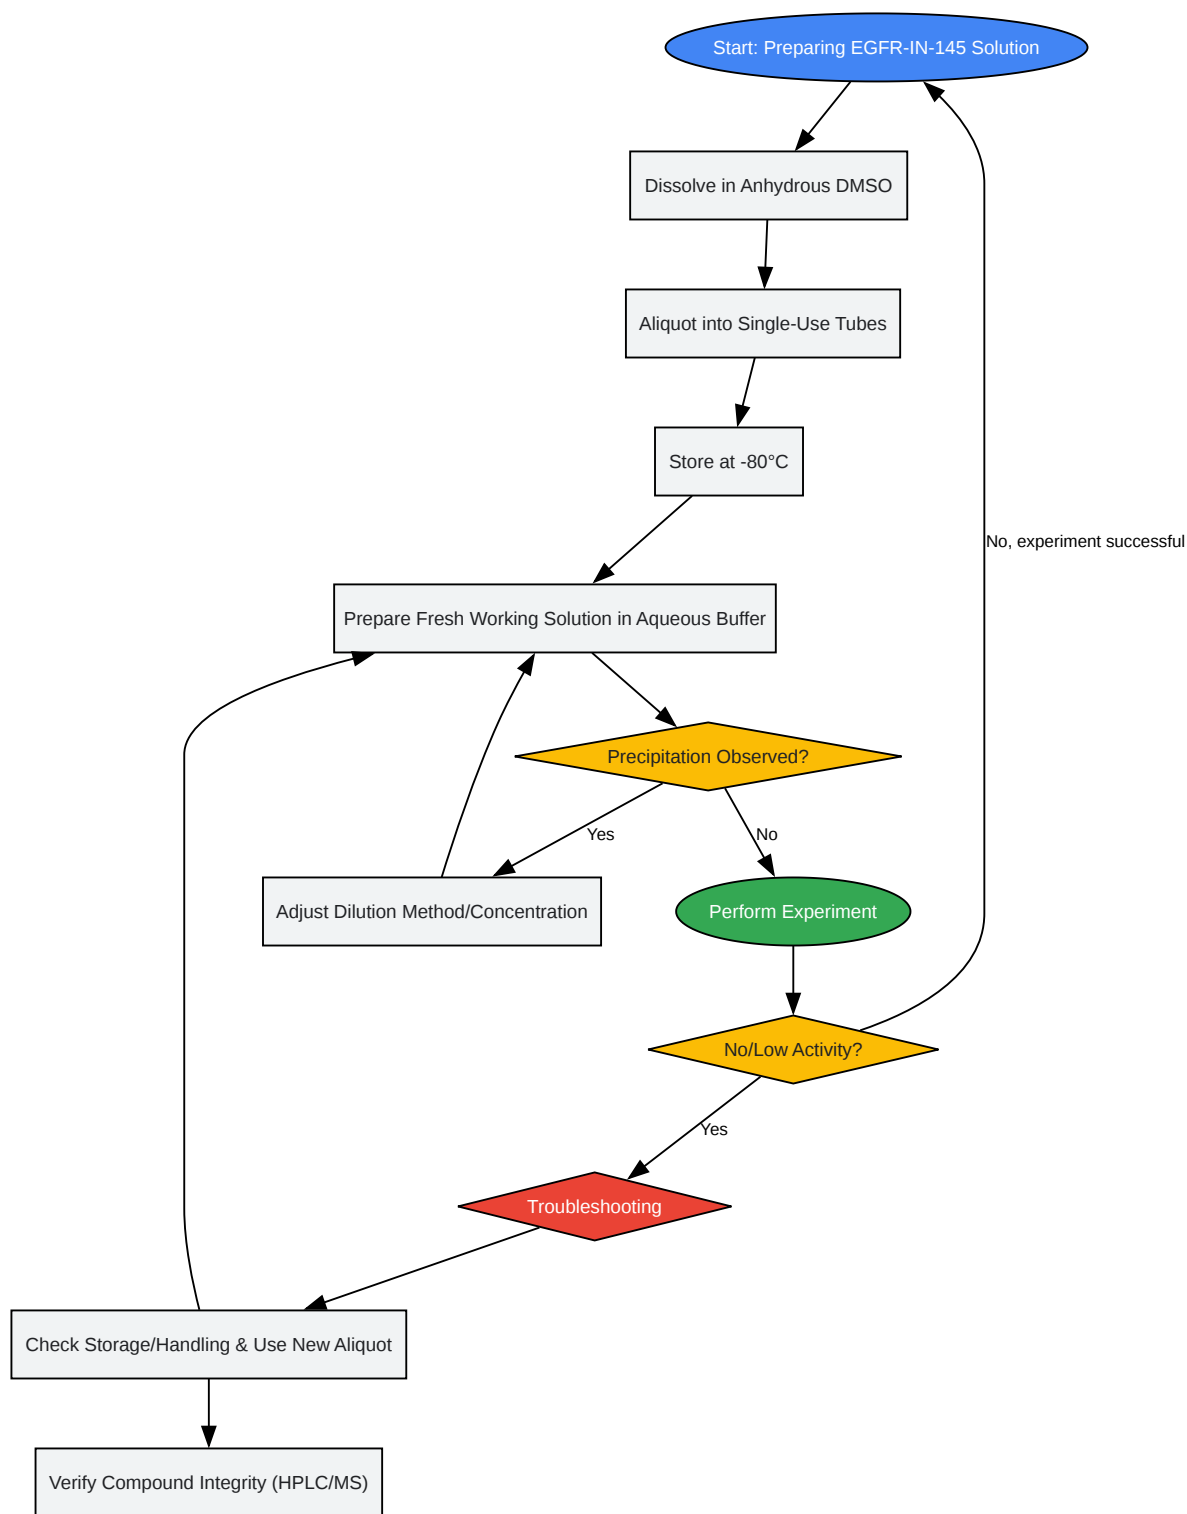 Start: Preparing EGFR-IN-145 Solution
Dissolve in Anhydrous DMSO
Aliquot into Single-Use Tubes
Store at -80°C
No, experiment successful
Prepare Fresh Working Solution in Aqueous Buffer
Precipitation Observed?
Yes
No
Adjust Dilution Method/Concentration
Perform Experiment
No/Low Activity?
Yes
Troubleshooting
Check Storage/Handling & Use New Aliquot
Verify Compound Integrity (HPLC/MS)